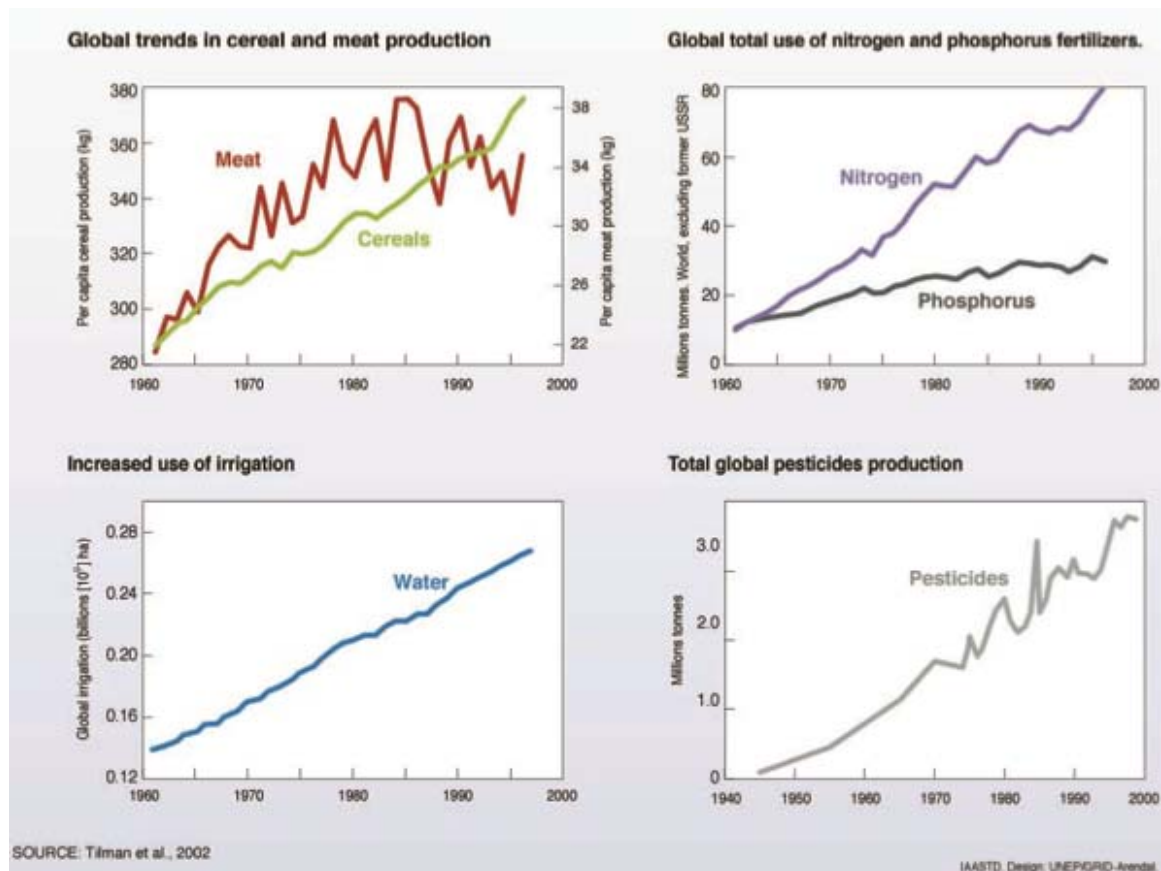 Global trends in cereal and meat production
380
360
340
320
300
280
Per capita cereal production (kg)
38
34
30
26
22
Per capita meat production (kg)
Meat
Cereals
1960 1970 1980 1990 2000
Global total use of nitrogen and phosphorus fertilizers.
80
60
40
20
0
Millions tonnes. World, excluding former USSR
Nitrogen
Phosphorus
1960 1970 1980 1990 2000
Increased use of irrigation
0.28
0.24
0.20
0.16
0.12
Global irrigation (billions [10⁹] ha)
Water
1960 1970 1980 1990 2000
Total global pesticides production
3.0
2.0
1.0
0
Millions tonnes
Pesticides
1940 1950 1960 1970 1980 1990 2000
SOURCE: Tilman et al., 2002
IAASTD. Design: UNEP/GRID-Arendal.